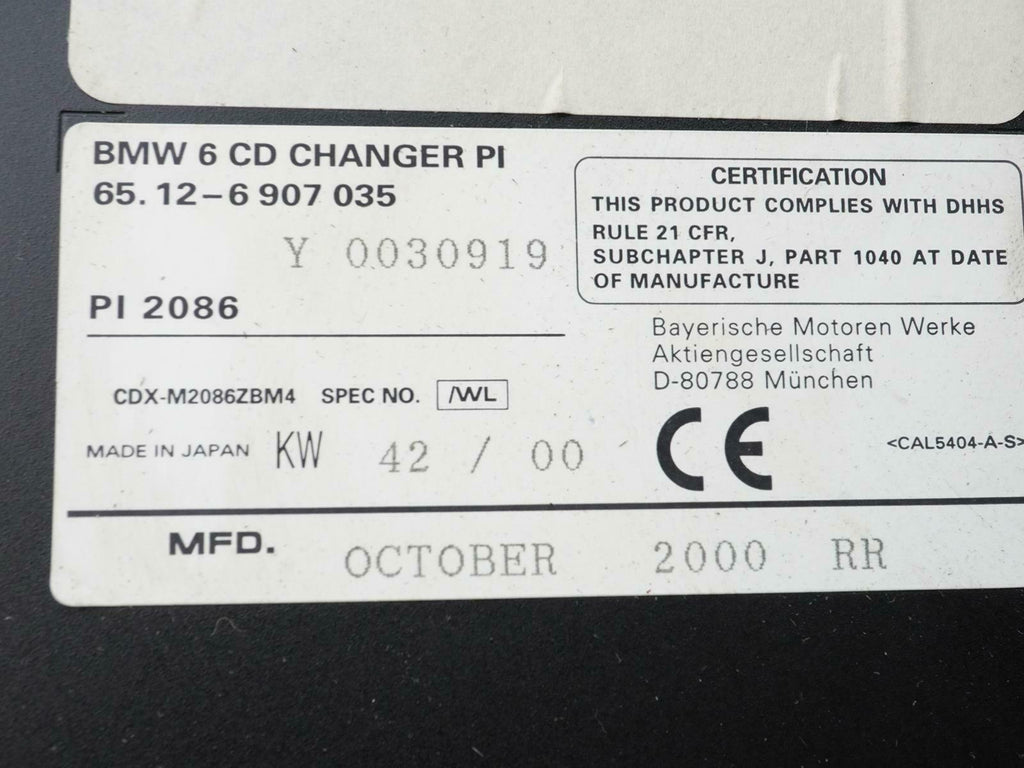 BMW 6 CD CHANGER PI
65. 12–6 907 035
Y 0030919
PI 2086
CERTIFICATION
THIS PRODUCT COMPLIES WITH DHHS
RULE 21 CFR,
SUBCHAPTER J, PART 1040 AT DATE
OF MANUFACTURE
Bayerische Motoren Werke
Aktiengesellschaft
D-80788 München
CDX-M2086ZBM4 SPEC NO. /WL
MADE IN JAPAN KW 42 / 00
CE
<CAL5404-A-S>
MFD. OCTOBER 2000 RR